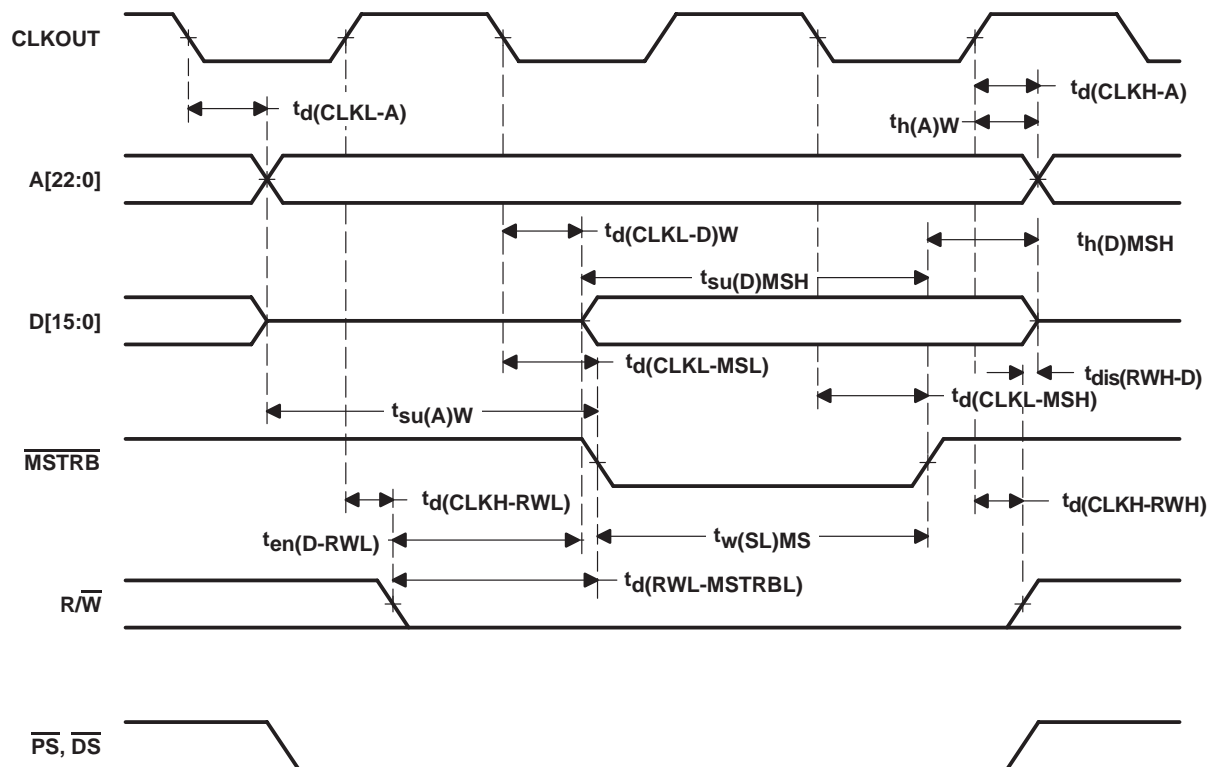 CLKOUT
td(CLKL-A)
td(CLKH-A)
th(A)W
A[22:0]
td(CLKL-D)W
th(D)MSH
tsu(D)MSH
D[15:0]
td(CLKL-MSL)
tdis(RWH-D)
td(CLKL-MSH)
tsu(A)W
MSTRB
td(CLKH-RWL)
td(CLKH-RWH)
ten(D-RWL)
tw(SL)MS
td(RWL-MSTRBL)
R/W
PS, DS